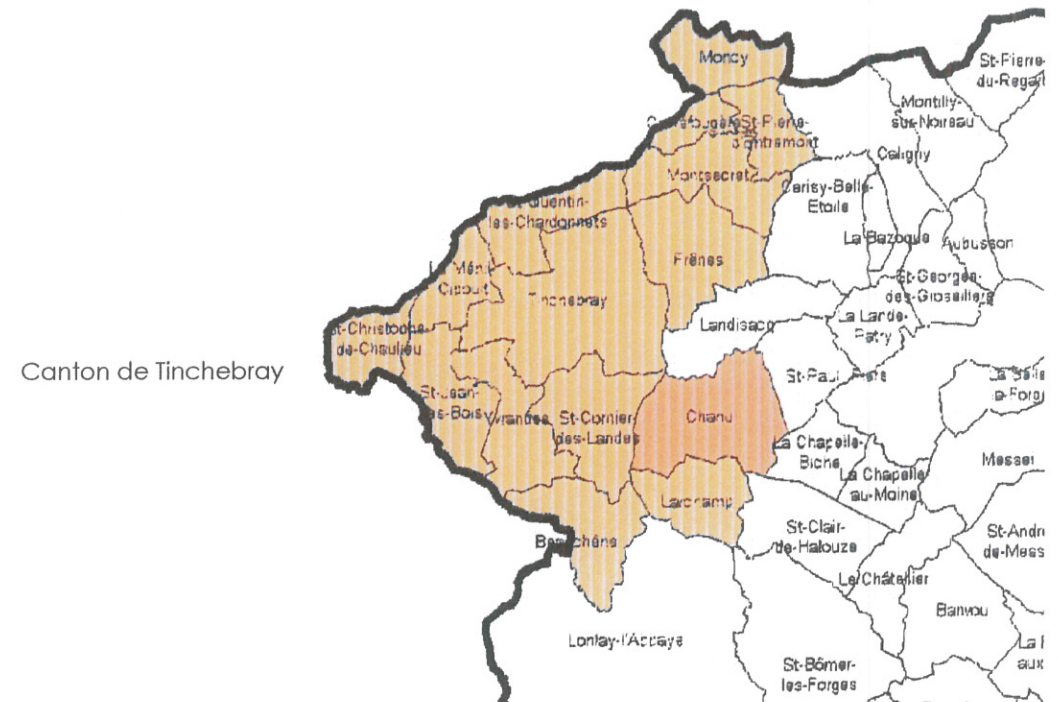 Moncy
St-Pierre-
du-Regard
Montilly-
sur-Noireau
St-Pierre-
d'Entremont
Caligny
Montsecret
Cerisy-Belle-
Etoile
St-Quentin-
les-Chardonnets
La Bazoque
Aubusson
Frênes
Le Ménil-
Ciboult
St-Georges-
des-Groseillers
Tinchebray
La Lande-
Patry
Landisacq
St-Christophe-
de-Chaulieu
Canton de Tinchebray
St-Paul
Flers
St-Jean-
des-Bois
Yvrandes
St-Cornier-
des-Landes
Chanu
La Chapelle-
Biche
La Chapelle-
au-Moine
Messei
Larchamp
St-Clair-
de-Halouze
St-André
de-Mess
Beauchêne
Le Châtellier
Banvou
Lonlay-l'Abbaye
St-Bômer-
les-Forges
aux